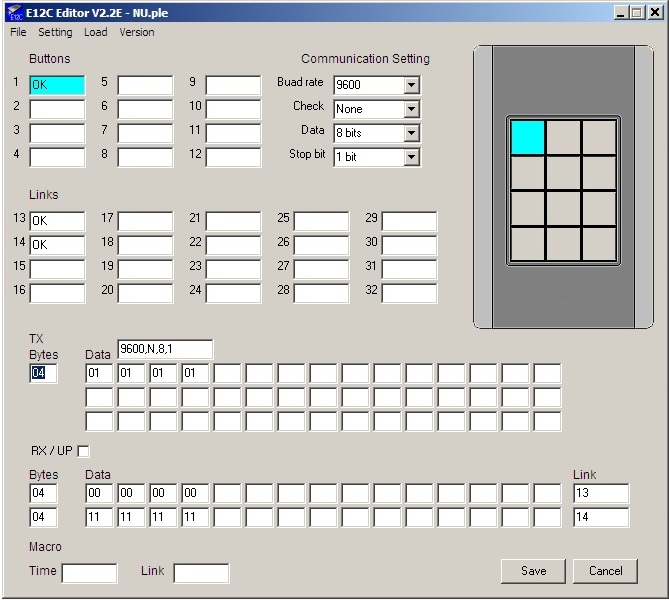 E12C Editor V2.2E - NU.ple
File Setting Load Version
Buttons Communication Setting
1 OK 5 9 Buad rate 9600
2 6 10 Check None
3 7 11 Data 8 bits
4 8 12 Stop bit 1 bit
Links
13 OK 17 21 25 29
14 OK 18 22 26 30
15 19 23 27 31
16 20 24 28 32
TX
Bytes Data 9600,N,8,1
04 01 01 01 01
RX / UP
Bytes Data Link
04 00 00 00 00 13
04 11 11 11 11 14
Macro
Time Link Save Cancel